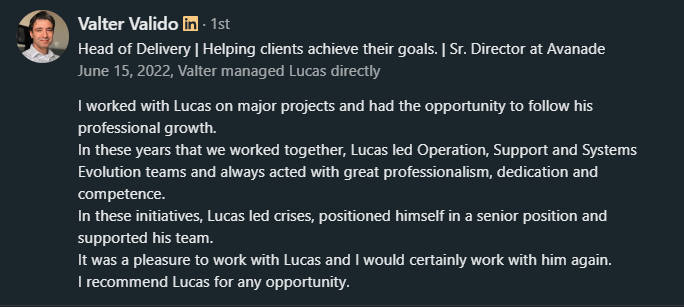 Valter Valido in · 1st
Head of Delivery | Helping clients achieve their goals. | Sr. Director at Avanade
June 15, 2022, Valter managed Lucas directly
I worked with Lucas on major projects and had the opportunity to follow his
professional growth.
In these years that we worked together, Lucas led Operation, Support and Systems
Evolution teams and always acted with great professionalism, dedication and
competence.
In these initiatives, Lucas led crises, positioned himself in a senior position and
supported his team.
It was a pleasure to work with Lucas and I would certainly work with him again.
I recommend Lucas for any opportunity.